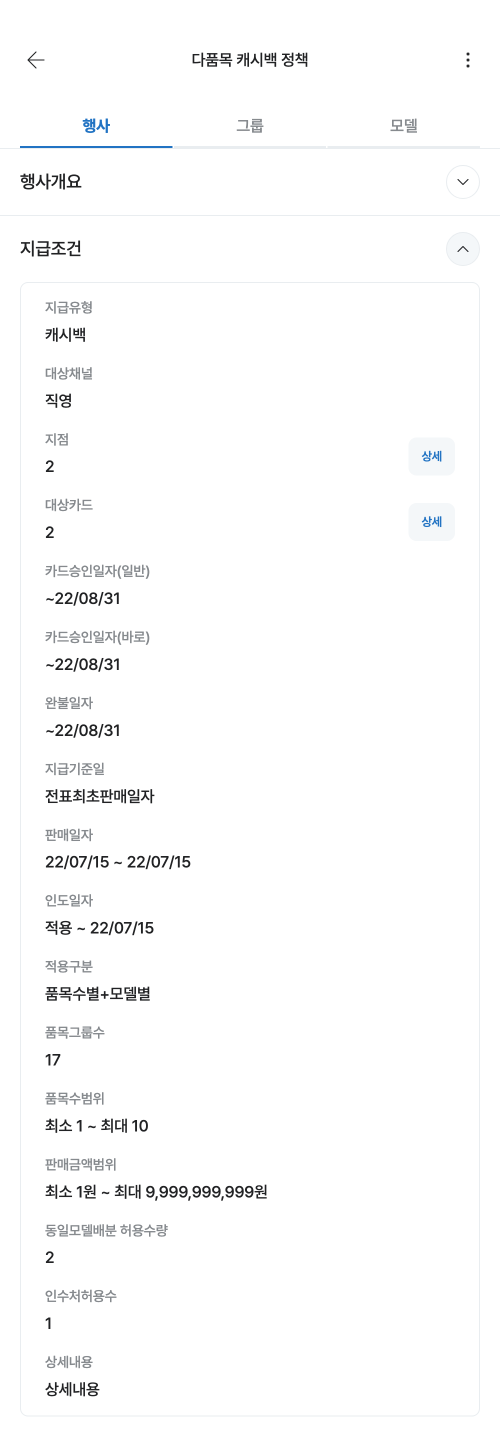 다품목 캐시백 정책
행사 그룹 모델
행사개요
지급조건
지급유형
캐시백
대상채널
직영
지점
2
상세
대상카드
2
상세
카드승인일자(일반)
~22/08/31
카드승인일자(바로)
~22/08/31
완불일자
~22/08/31
지급기준일
전표최초판매일자
판매일자
22/07/15 ~ 22/07/15
인도일자
적용 ~ 22/07/15
적용구분
품목수별+모델별
품목그룹수
17
품목수범위
최소 1 ~ 최대 10
판매금액범위
최소 1원 ~ 최대 9,999,999,999원
동일모델배분 허용수량
2
인수처허용수
1
상세내용
상세내용